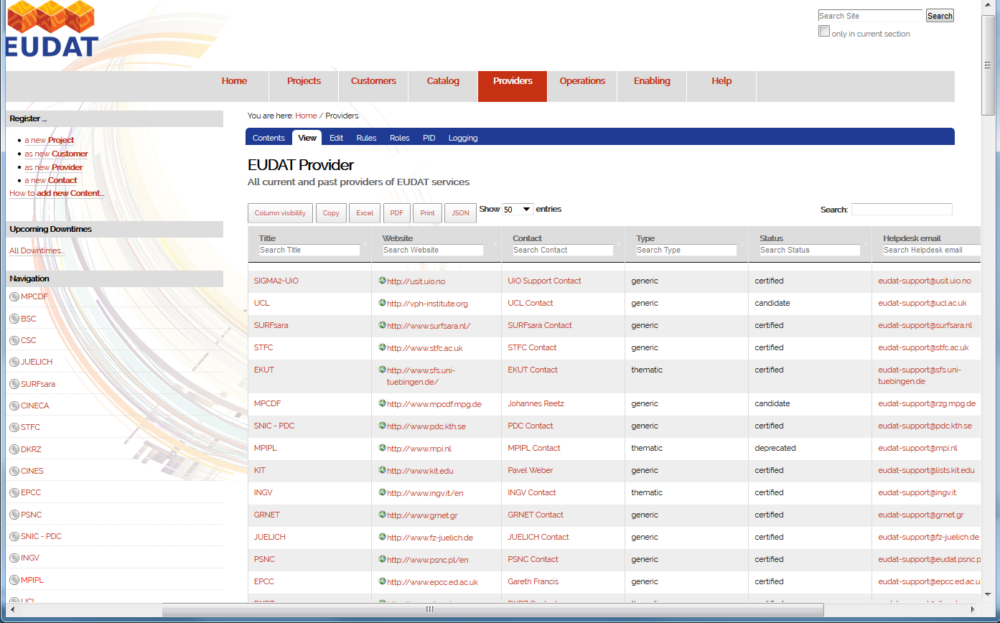 EUDAT
Search Site
Search
only in current section
Home Projects Customers Catalog Providers Operations Enabling Help
Register ...
a new Project
as new Customer
as new Provider
a new Contact
How to add new Content...
Upcoming Downtimes
All Downtimes...
Navigation
MPCDF
BSC
CSC
JUELICH
SURFsara
CINECA
STFC
DKRZ
CINES
EPCC
PSNC
SNIC - PDC
INGV
MPIPL
UCL
You are here: Home / Providers
Contents View Edit Rules Roles PID Logging
EUDAT Provider
All current and past providers of EUDAT services
Column visibility Copy Excel PDF Print JSON Show 50 entries Search:
Title Website Contact Type Status Helpdesk email
Search Title Search Website Search Contact Search Type Search Status Search Helpdesk email
SIGMA2-UiO http://usit.uio.no UiO Support Contact generic certified eudat-support@usit.uio.no
UCL http://vph-institute.org UCL Contact generic candidate eudat-support@ucl.ac.uk
SURFsara http://www.surfsara.nl/ SURFsara Contact generic certified eudat-support@surfsara.nl
STFC http://www.stfc.ac.uk STFC Contact generic certified eudat-support@stfc.ac.uk
EKUT http://www.sfs.uni- EKUT Contact thematic certified eudat-support@sfs.uni-
tuebingen.de/ tuebingen.de
MPCDF http://www.mpcdf.mpg.de Johannes Reetz generic candidate eudat-support@rzg.mpg.de
SNIC - PDC http://www.pdc.kth.se PDC Contact generic certified eudat-support@pdc.kth.se
MPIPL http://www.mpi.nl MPIPL Contact thematic deprecated eudat-support@mpi.nl
KIT http://www.kit.edu Pavel Weber generic certified eudat-support@lists.kit.edu
INGV http://www.ingv.it/en INGV Contact thematic certified eudat-support@ingv.it
GRNET http://www.grnet.gr GRNET Contact generic certified eudat-support@grnet.gr
JUELICH http://www.fz-juelich.de JUELICH Contact generic certified eudat-support@fz-juelich.de
PSNC http://www.psnc.pl/en PSNC Contact generic certified eudat-support@eudat.psnc.p
EPCC http://www.epcc.ed.ac.uk Gareth Francis generic certified eudat-support@epcc.ed.ac.u